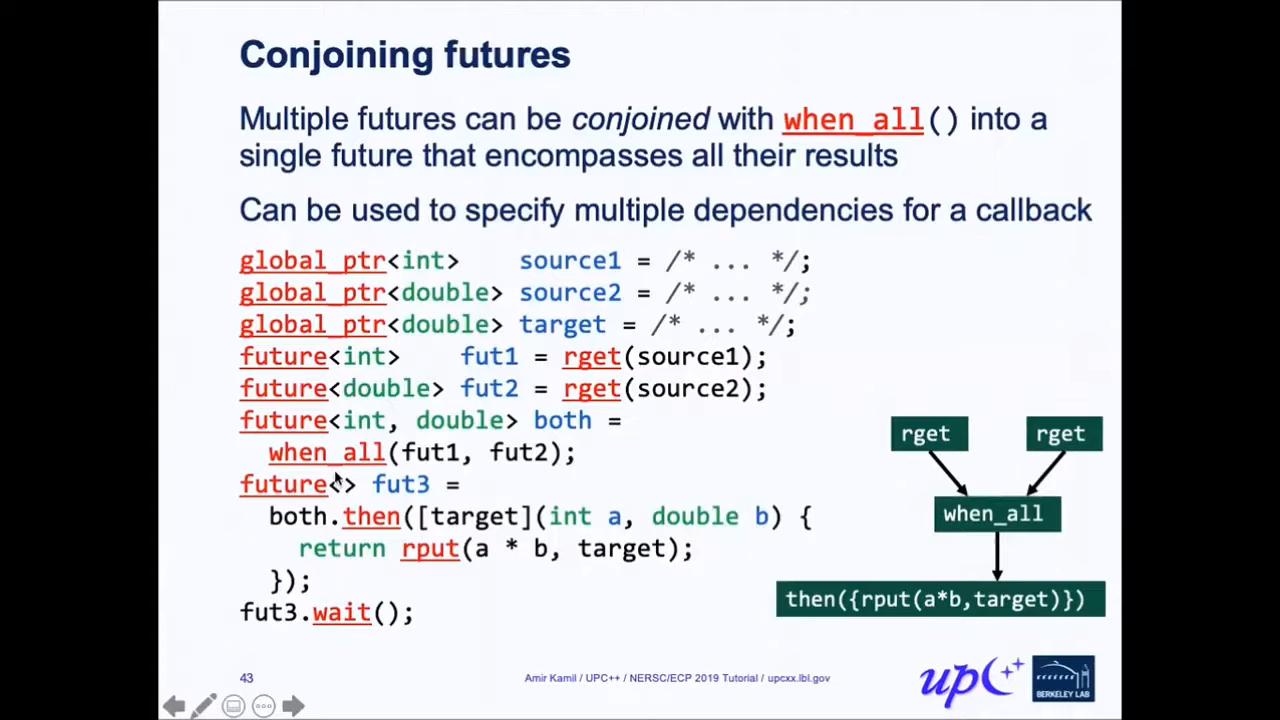 Conjoining futures
Multiple futures can be conjoined with when_all() into a
single future that encompasses all their results
Can be used to specify multiple dependencies for a callback
global_ptr<int>    source1 = /* ... */;
global_ptr<double> source2 = /* ... */;
global_ptr<double> target = /* ... */;
future<int>    fut1 = rget(source1);
future<double> fut2 = rget(source2);
future<int, double> both =
  when_all(fut1, fut2);
future<> fut3 =
  both.then([target](int a, double b) {
    return rput(a * b, target);
  });
fut3.wait();
rget
rget
when_all
then({rput(a*b,target)})
43
Amir Kamil / UPC++ / NERSC/ECP 2019 Tutorial / upcxx.lbl.gov
upc++
BERKELEY LAB